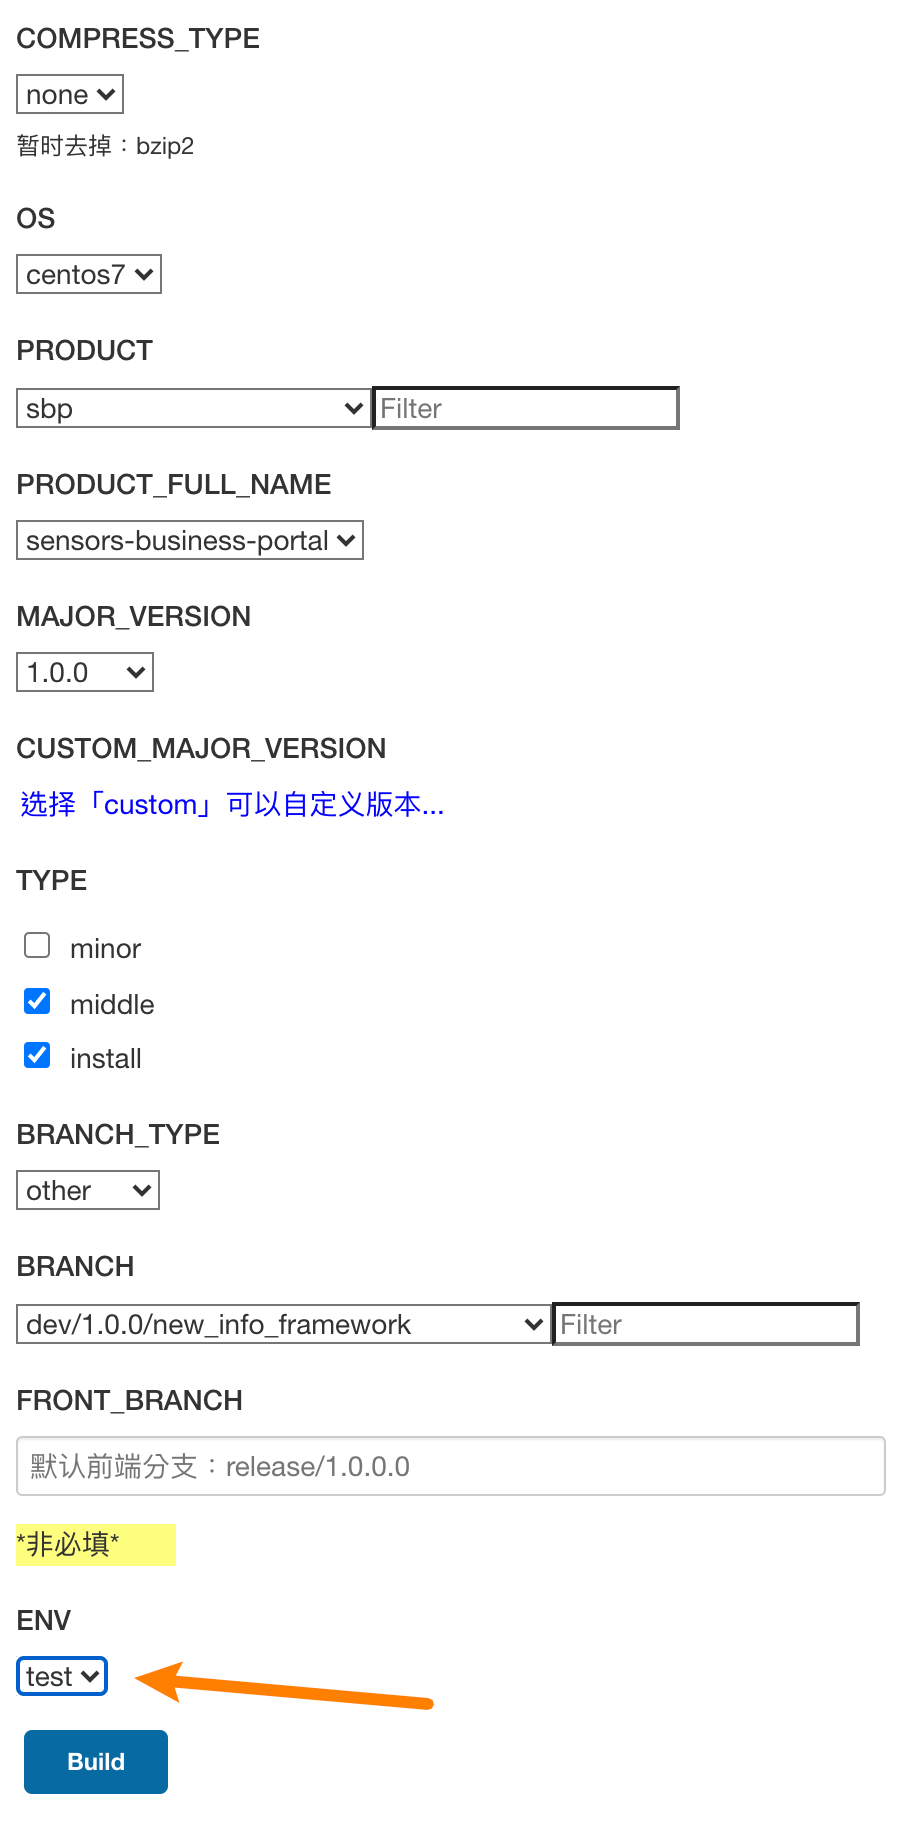 COMPRESS_TYPE
none
暂时去掉：bzip2
OS
centos7
PRODUCT
sbp Filter
PRODUCT_FULL_NAME
sensors-business-portal
MAJOR_VERSION
1.0.0
CUSTOM_MAJOR_VERSION
选择「custom」可以自定义版本...
TYPE
minor
middle
install
BRANCH_TYPE
other
BRANCH
dev/1.0.0/new_info_framework Filter
FRONT_BRANCH
默认前端分支：release/1.0.0.0
*非必填*
ENV
test
Build